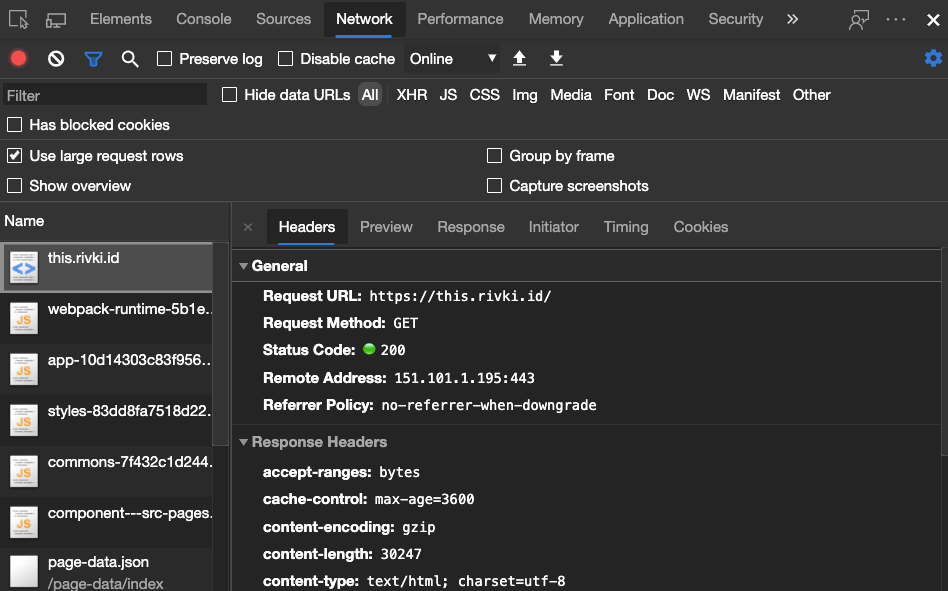 Elements Console Sources Network Performance Memory Application Security »
Preserve log Disable cache Online
Filter Hide data URLs All XHR JS CSS Img Media Font Doc WS Manifest Other
Has blocked cookies
Use large request rows Group by frame
Show overview Capture screenshots
Name
this.rivki.id
webpack-runtime-5b1e...
app-10d14303c83f956...
styles-83dd8fa7518d22...
commons-7f432c1d244...
component---src-pages...
page-data.json
/page-data/index
Headers Preview Response Initiator Timing Cookies
General
Request URL: https://this.rivki.id/
Request Method: GET
Status Code: 200
Remote Address: 151.101.1.195:443
Referrer Policy: no-referrer-when-downgrade
Response Headers
accept-ranges: bytes
cache-control: max-age=3600
content-encoding: gzip
content-length: 30247
content-type: text/html; charset=utf-8